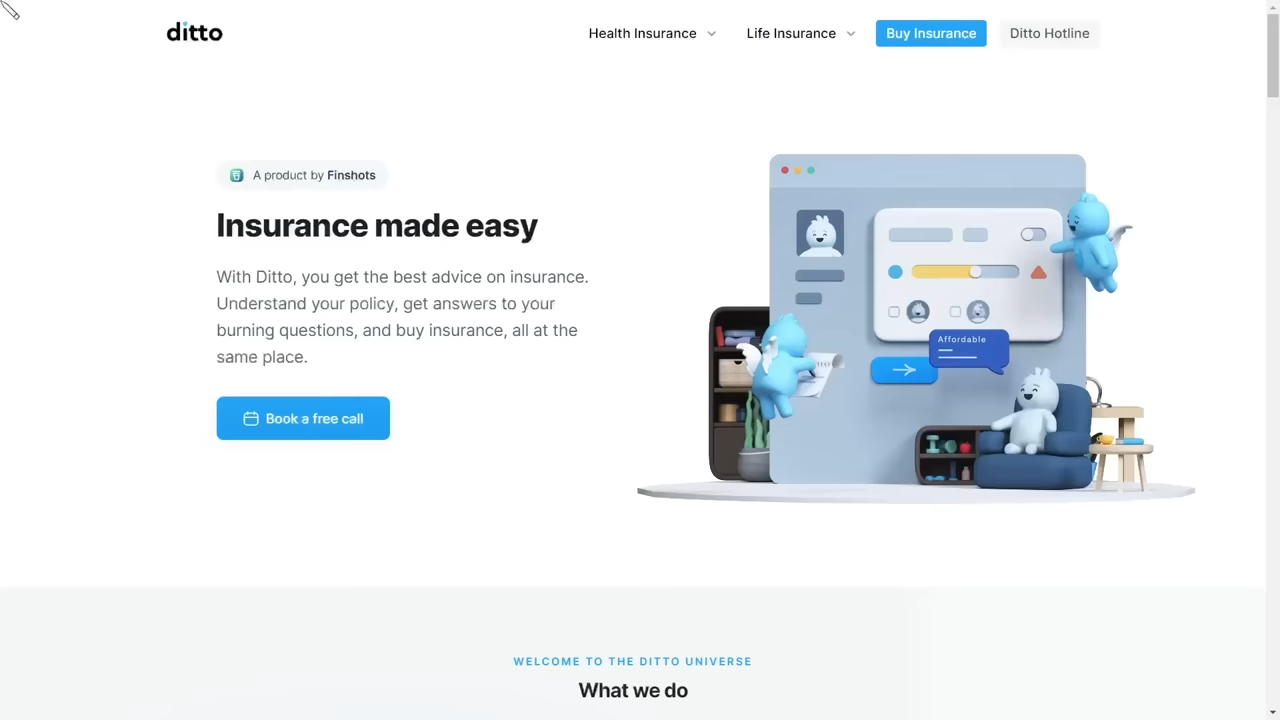 ditto
Health Insurance
Life Insurance
Buy Insurance
Ditto Hotline
A product by Finshots
Insurance made easy
With Ditto, you get the best advice on insurance.
Understand your policy, get answers to your
burning questions, and buy insurance, all at the
same place.
Book a free call
Affordable
WELCOME TO THE DITTO UNIVERSE
What we do